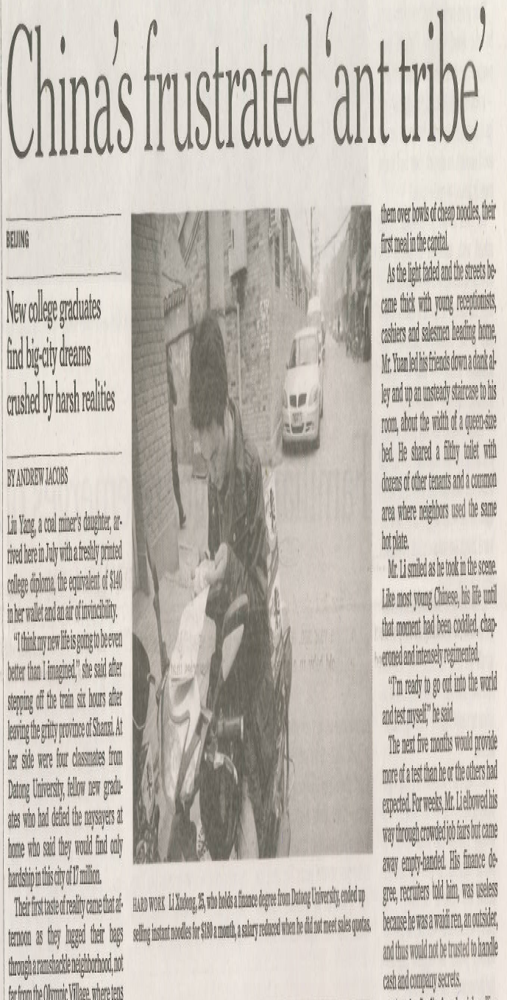 China's frustrated 'ant tribe'
BEIJING
New college graduates
find big-city dreams
crushed by harsh realities
BY ANDREW JACOBS
Liu Yang, a coal miner's daughter, ar-
rived here in July with a freshly printed
college diploma, the equivalent of $140
in her wallet and an air of invincibility.
"I think my new life is going to be even
better than I imagined," she said after
stepping off the train six hours after
leaving the gritty province of Shanxi. At
her side were four classmates from
Datong University, fellow new gradu-
ates who had defied the naysayers at
home who said they would find only
hardship in this city of 17 million.
Their first taste of reality came that af-
ternoon as they lugged their bags
through a ramshackle neighborhood, not
far from the Olympic Village, where tens
HARD WORK Li Xudong, 25, who holds a finance degree from Datong University, ended up
selling instant noodles for $180 a month, a salary reduced when he did not meet sales quotas.
them over bowls of cheap noodles, their
first meal in the capital.
As the light faded and the streets be-
came thick with young receptionists,
cashiers and salesmen heading home,
Mr. Yuan led his friends down a dank al-
ley and up an unsteady staircase to his
room, about the width of a queen-size
bed. He shared a filthy toilet with
dozens of other tenants and a common
area where neighbors used the same
hot plate.
Mr. Li smiled as he took in the scene.
Like most young Chinese, his life until
that moment had been coddled, chap-
eroned and intensely regimented.
"I'm ready to go out into the world
and test myself," he said.
The next five months would provide
more of a test than he or the others had
expected. For weeks, Mr. Li elbowed his
way through crowded job fairs but came
away empty-handed. His finance de-
gree, recruiters told him, was useless
because he was a waidi ren, an outsider,
and thus would not be trusted to handle
cash and company secrets.